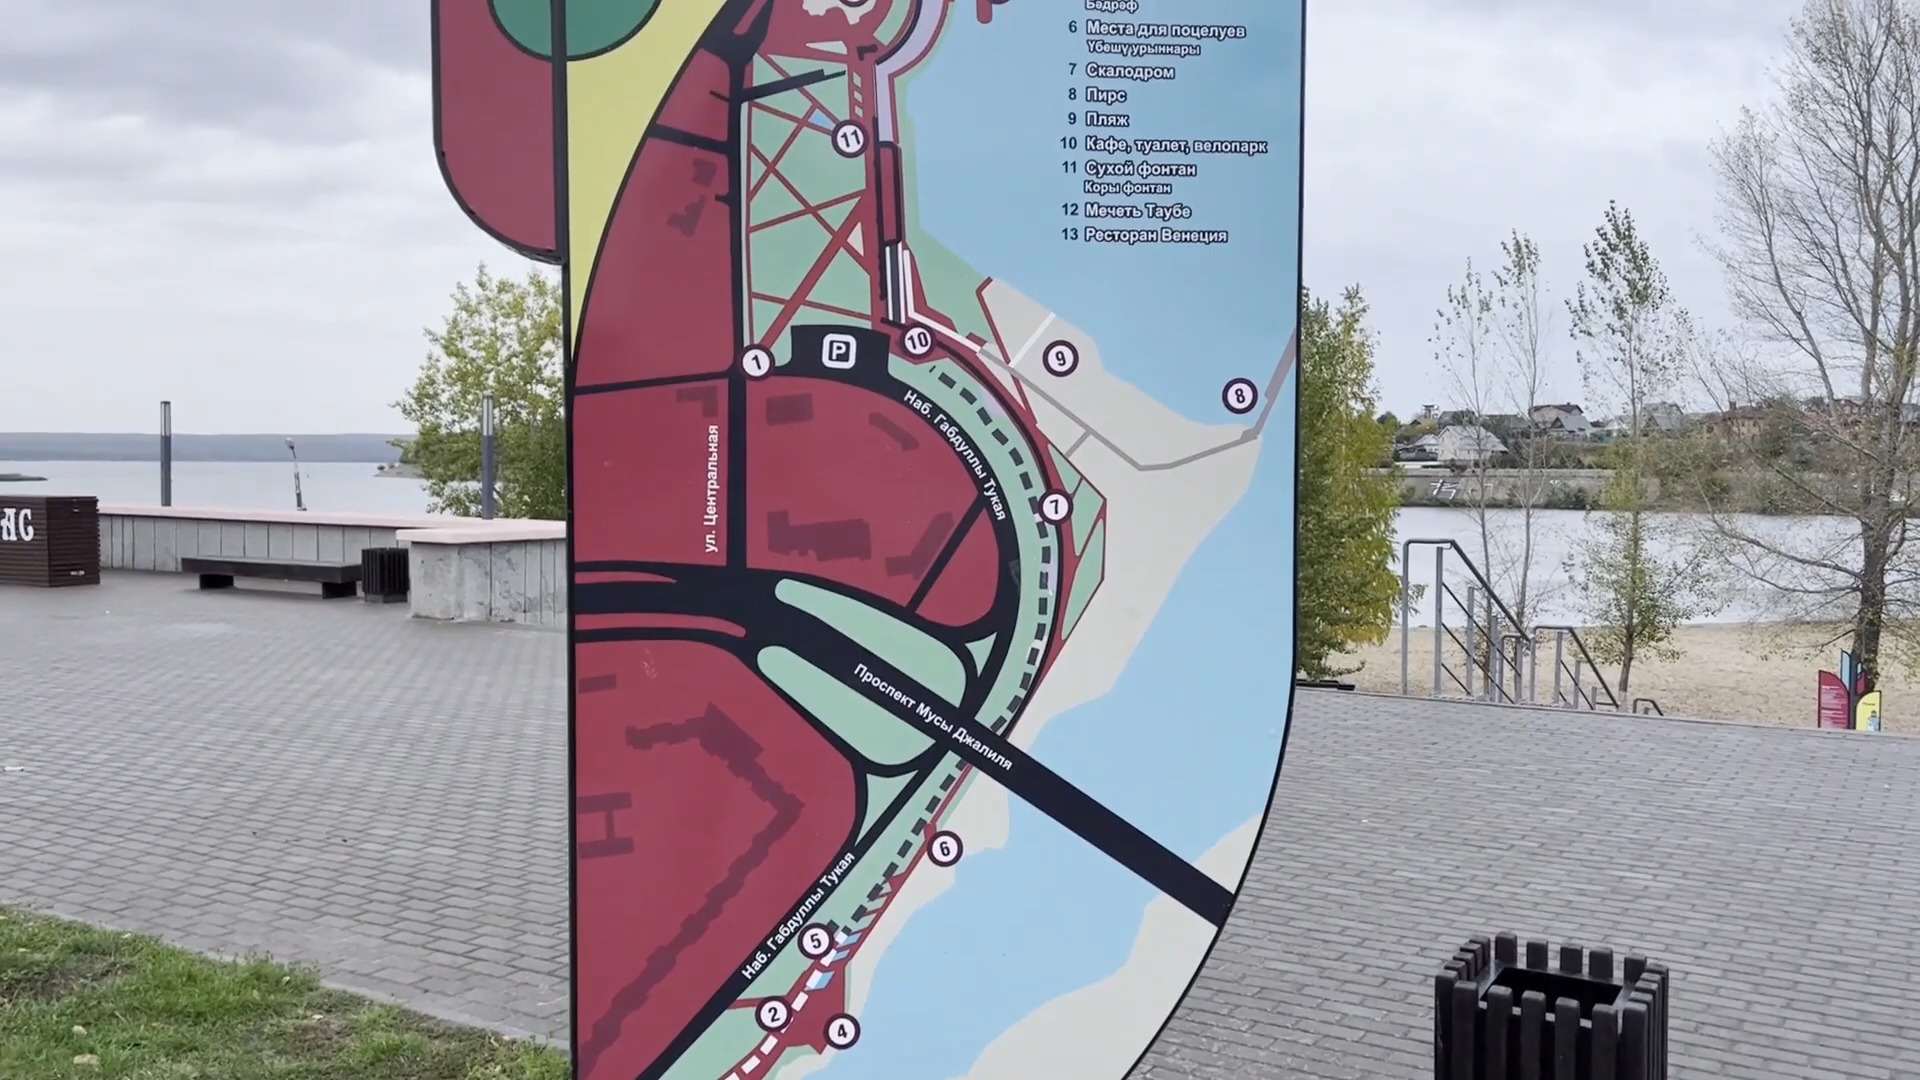 Бәдрәф
6 Места для поцелуев
Үбешү урыннары
7 Скалодром
8 Пирс
9 Пляж
10 Кафе, туалет, велопарк
11 Сухой фонтан
Коры фонтан
12 Мечеть Таубе
13 Ресторан Венеция
11
10
9
1
P
8
Наб. Габдуллы Тукая
ул. Центральная
7
АС
Проспект Мусы Джалиля
6
Наб. Габдуллы Тукая
5
2
4